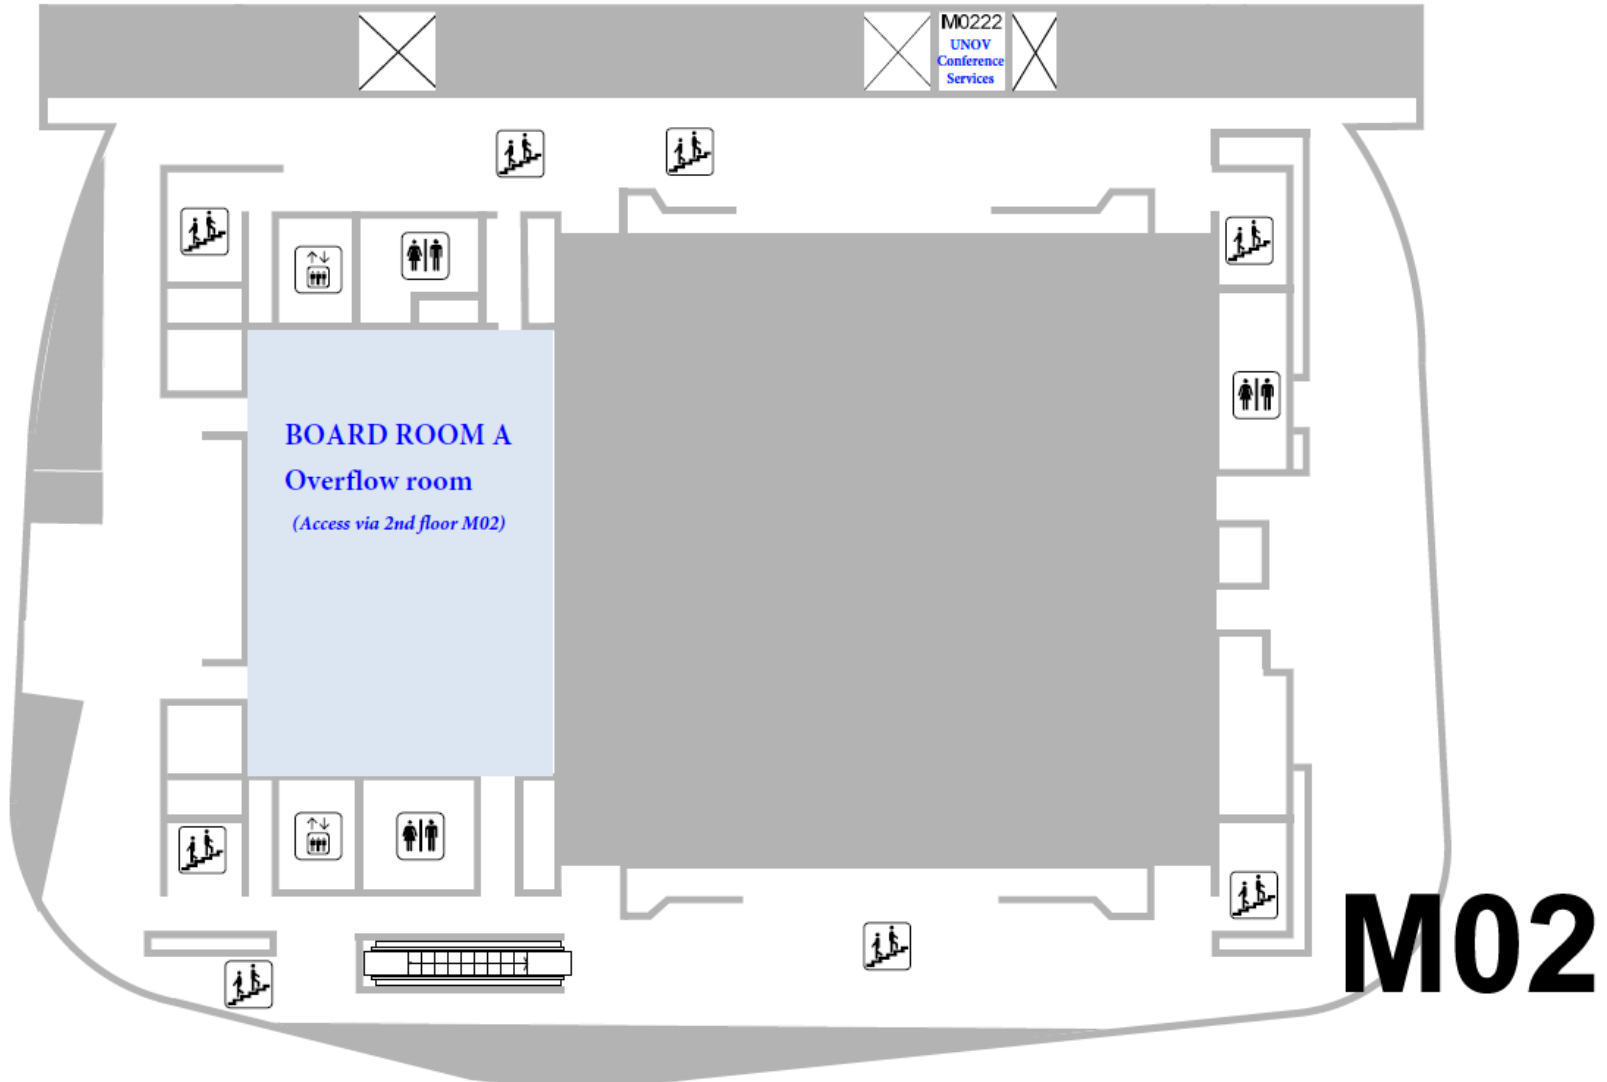 M0222
UNOV
Conference
Services
BOARD ROOM A
Overflow room
(Access via 2nd floor M02)
M02